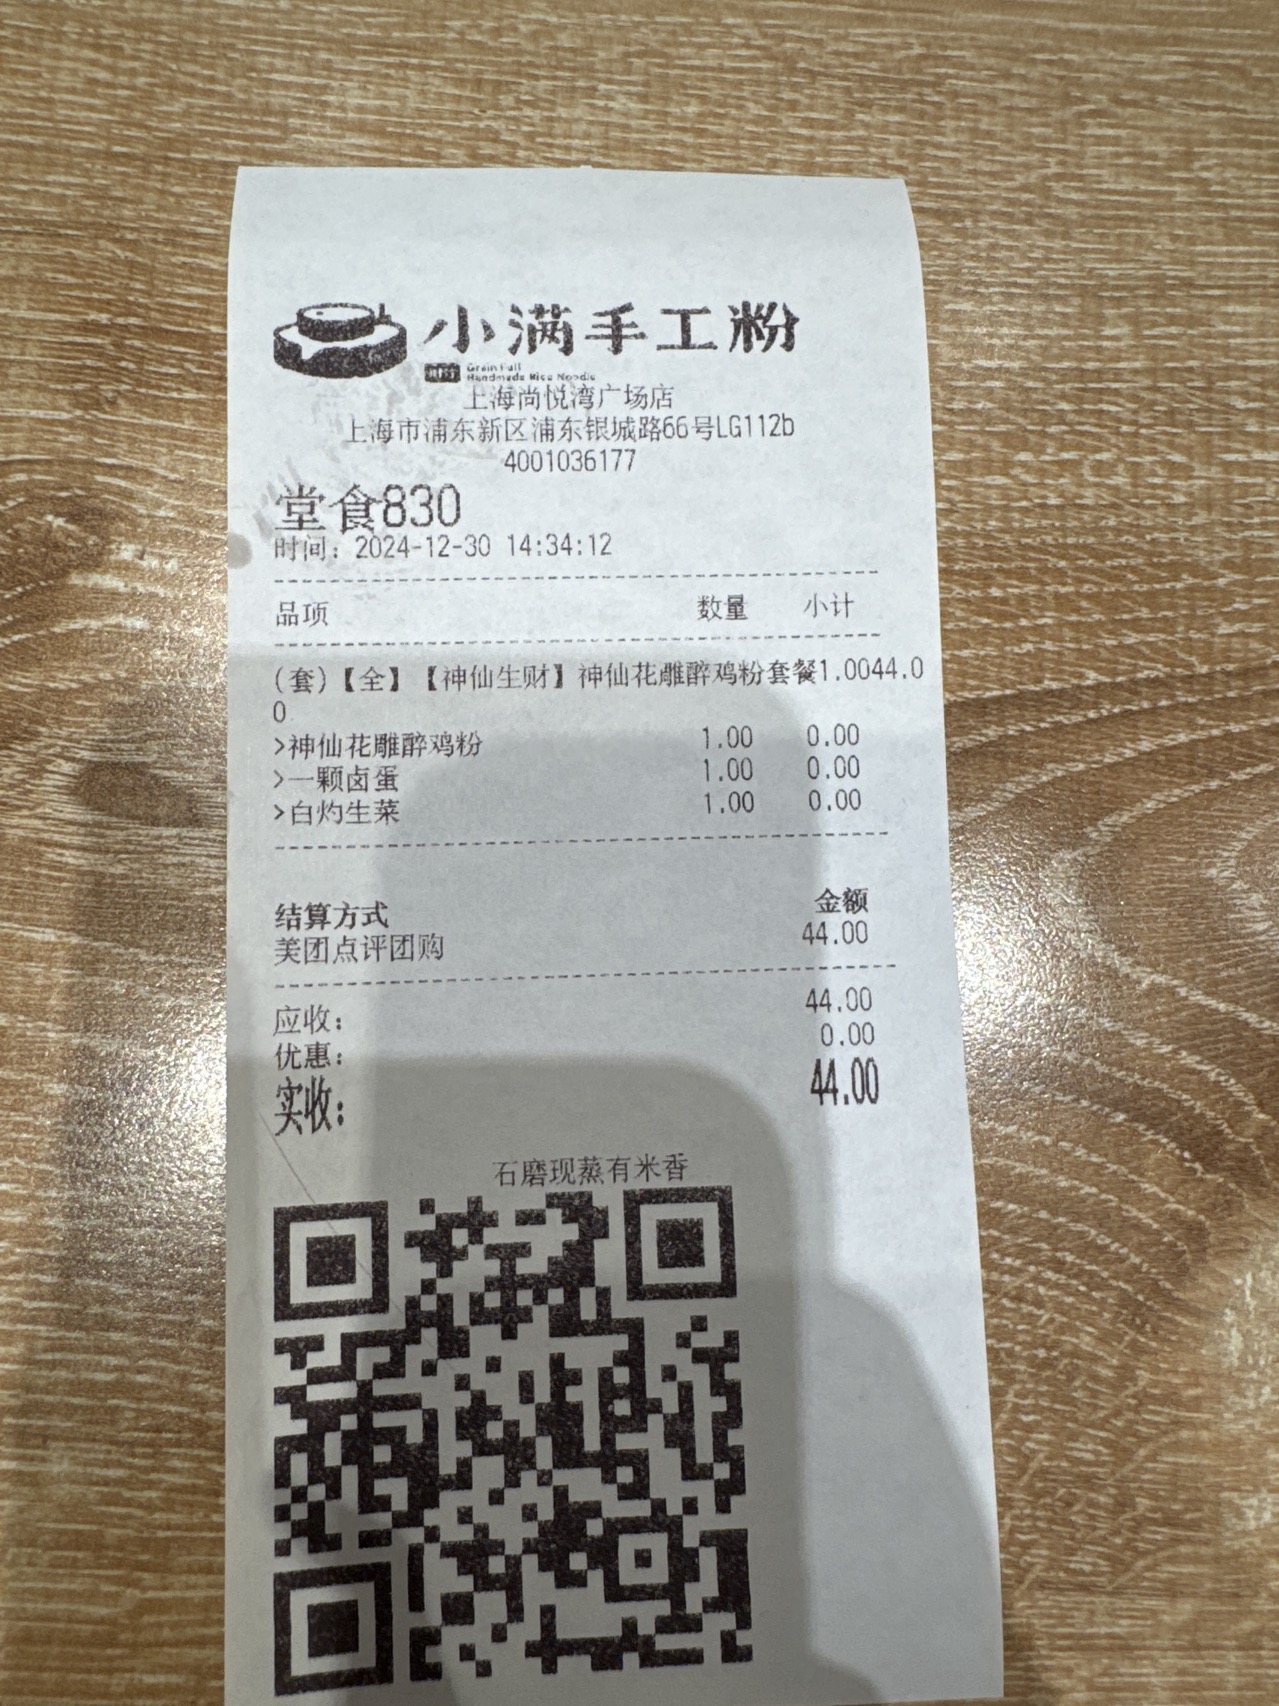 小满手工粉
Grain Full
Handmade Rice Noodle
上海尚悦湾广场店
上海市浦东新区浦东银城路66号LG112b
4001036177
堂食830
时间：2024-12-30 14:34:12
品项 数量 小计
(套)【全】【神仙生财】神仙花雕醉鸡粉套餐1.0044.0
0
>神仙花雕醉鸡粉 1.00 0.00
>一颗卤蛋 1.00 0.00
>白灼生菜 1.00 0.00
结算方式 金额
美团点评团购 44.00
应收： 44.00
优惠： 0.00
实收： 44.00
石磨现蒸有米香